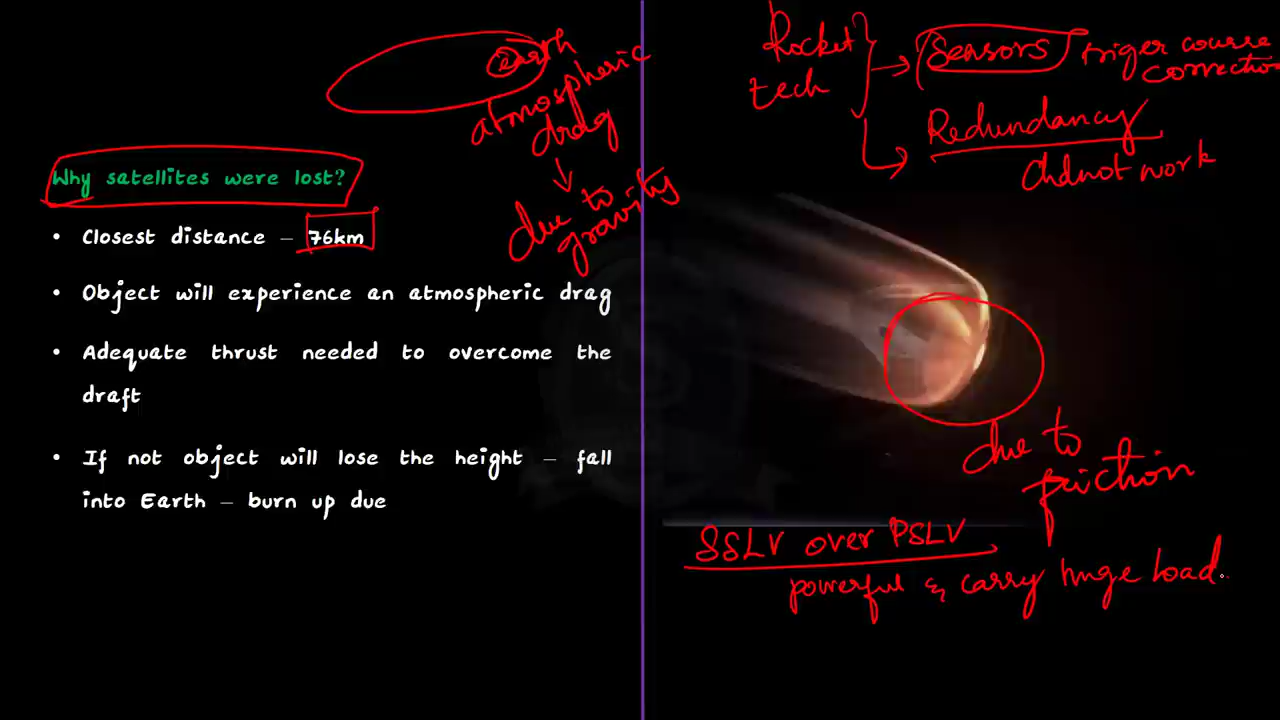 earth
atmospheric
drag
due to
gravity
Why satellites were lost?
• Closest distance – 76km
• Object will experience an atmospheric drag
• Adequate thrust needed to overcome the
draft
• If not object will lose the height – fall
into Earth – burn up due
Rocket
tech
Sensors triger course
correction
Redundancy
did not work
due to
friction
SSLV over PSLV
powerful & carry huge load